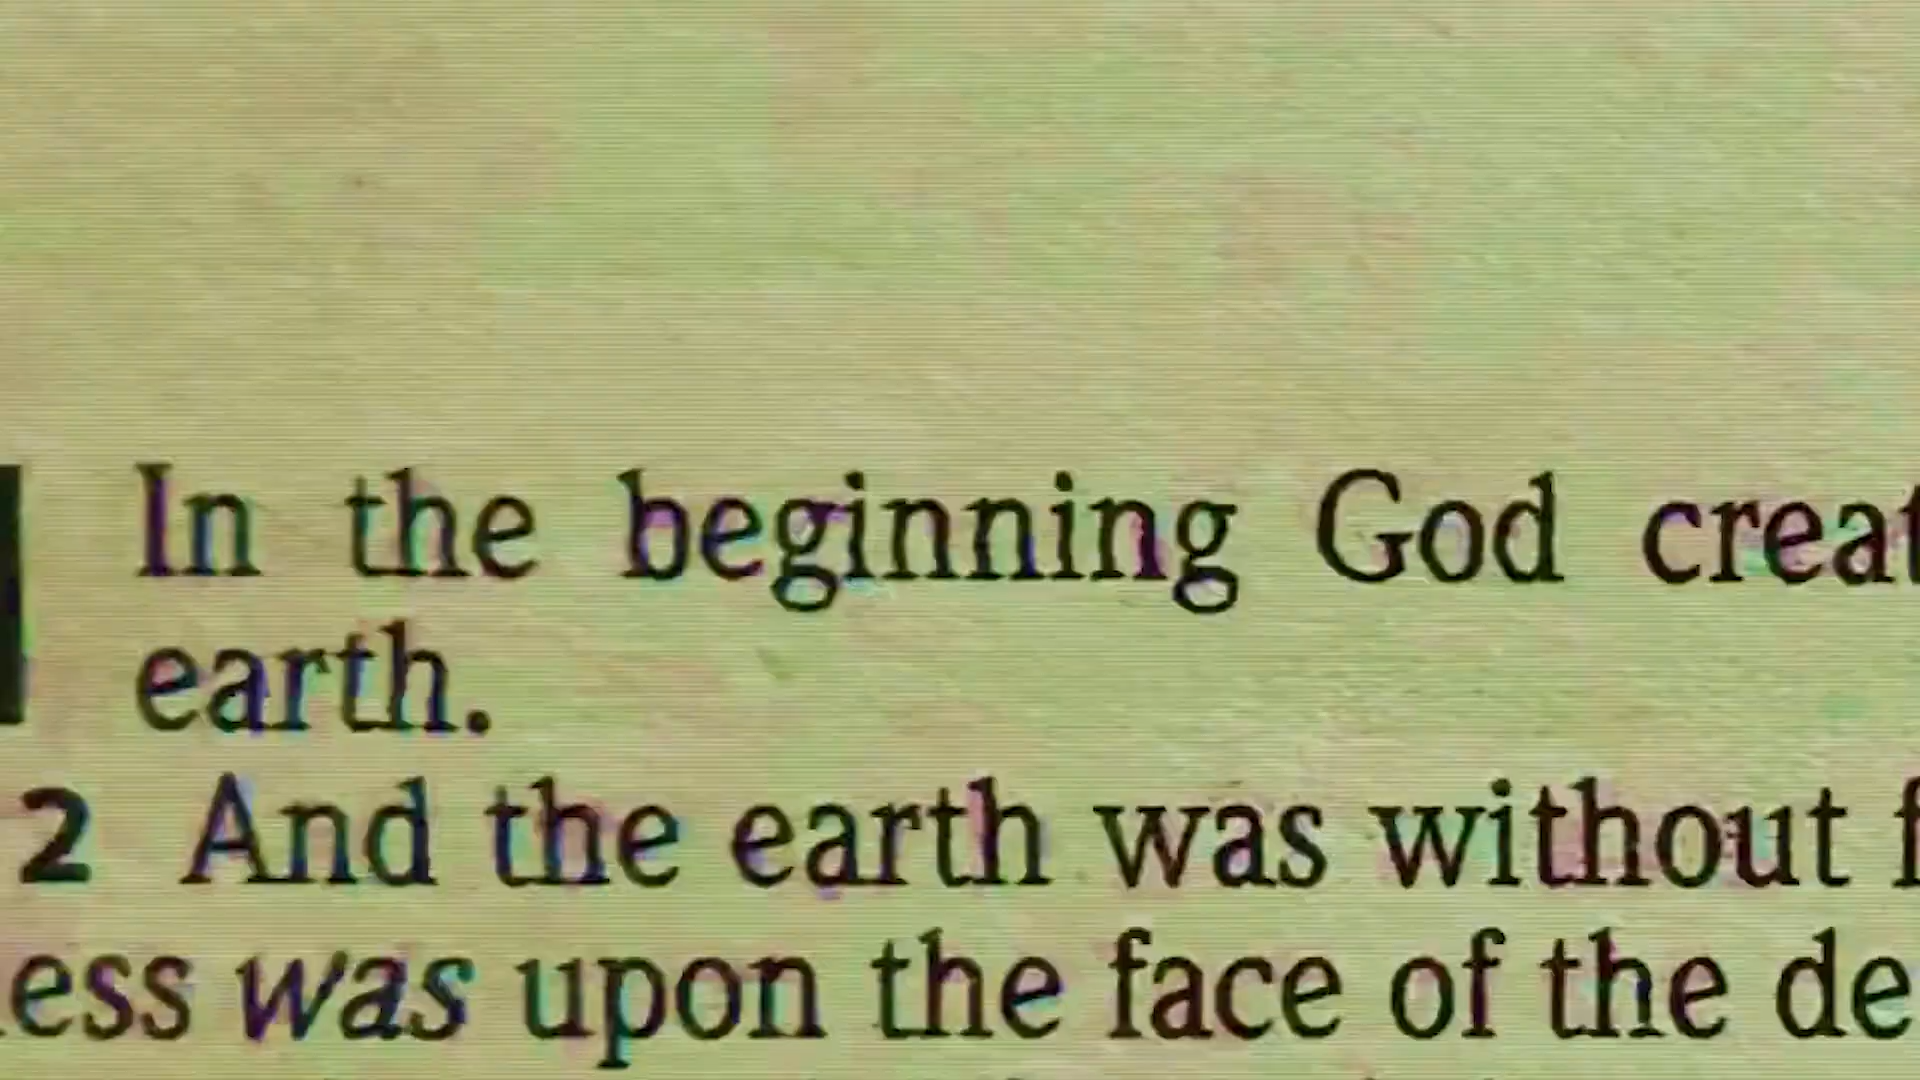 In the beginning God creat
earth.
2 And the earth was without f
ess was upon the face of the de